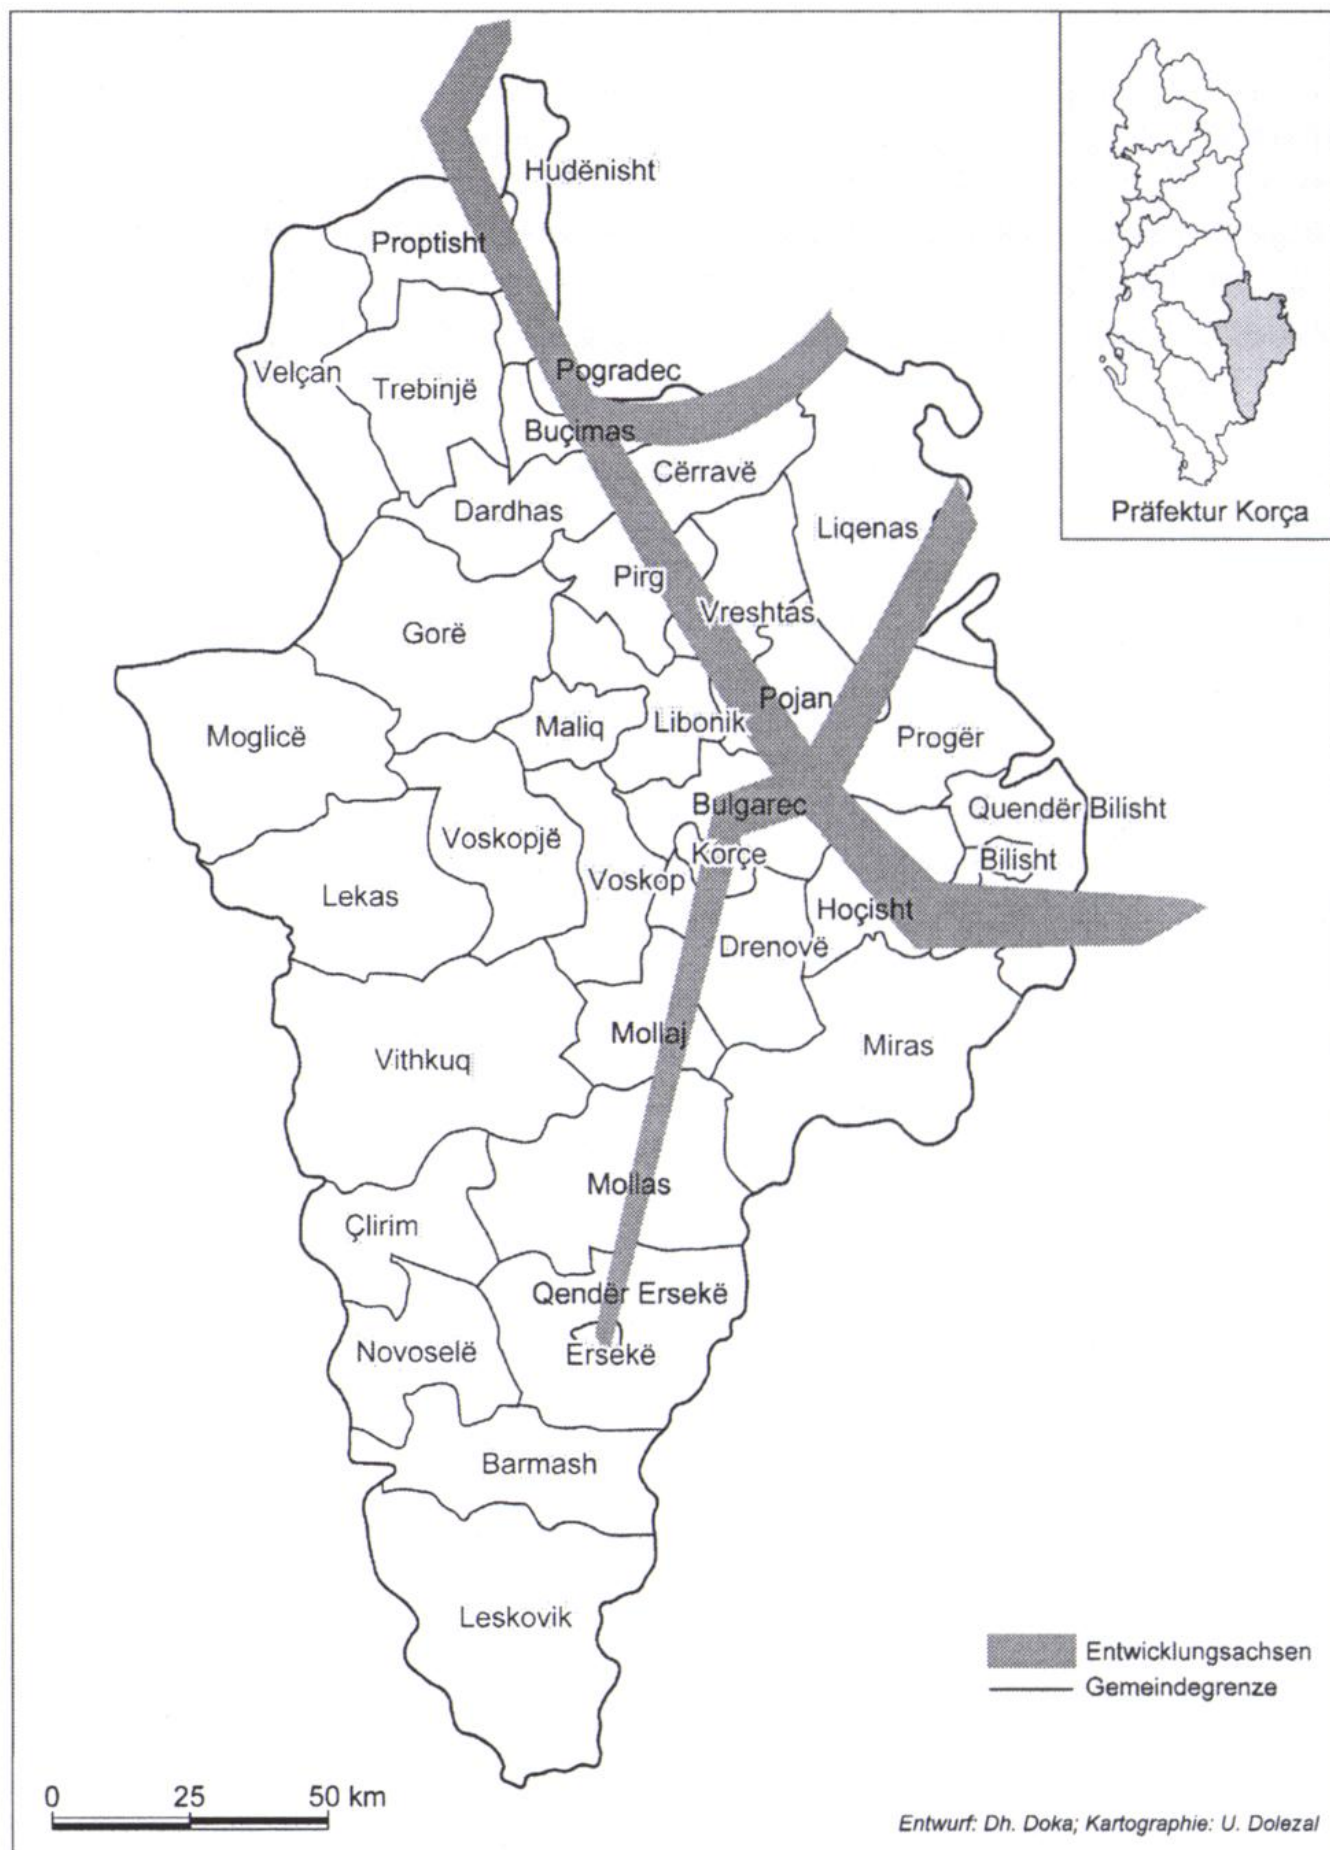 Hudënisht
Proptisht
Velçan
Trebinjë
Pogradec
Buçimas
Cërravë
Dardhas
Liqenas
Präfektur Korça
Pirg
Vreshtas
Gorë
Pojan
Moglicë
Maliq
Libonik
Progër
Bulgarec
Quendër Bilisht
Voskopjë
Korçe
Bilisht
Voskop
Lekas
Hoçisht
Drenovë
Mollaj
Miras
Vithkuq
Mollas
Çlirim
Qendër Ersekë
Novoselë
Ersekë
Barmash
Leskovik
Entwicklungsachsen
Gemeindegrenze
0 25 50 km
Entwurf: Dh. Doka; Kartographie: U. Dolezal